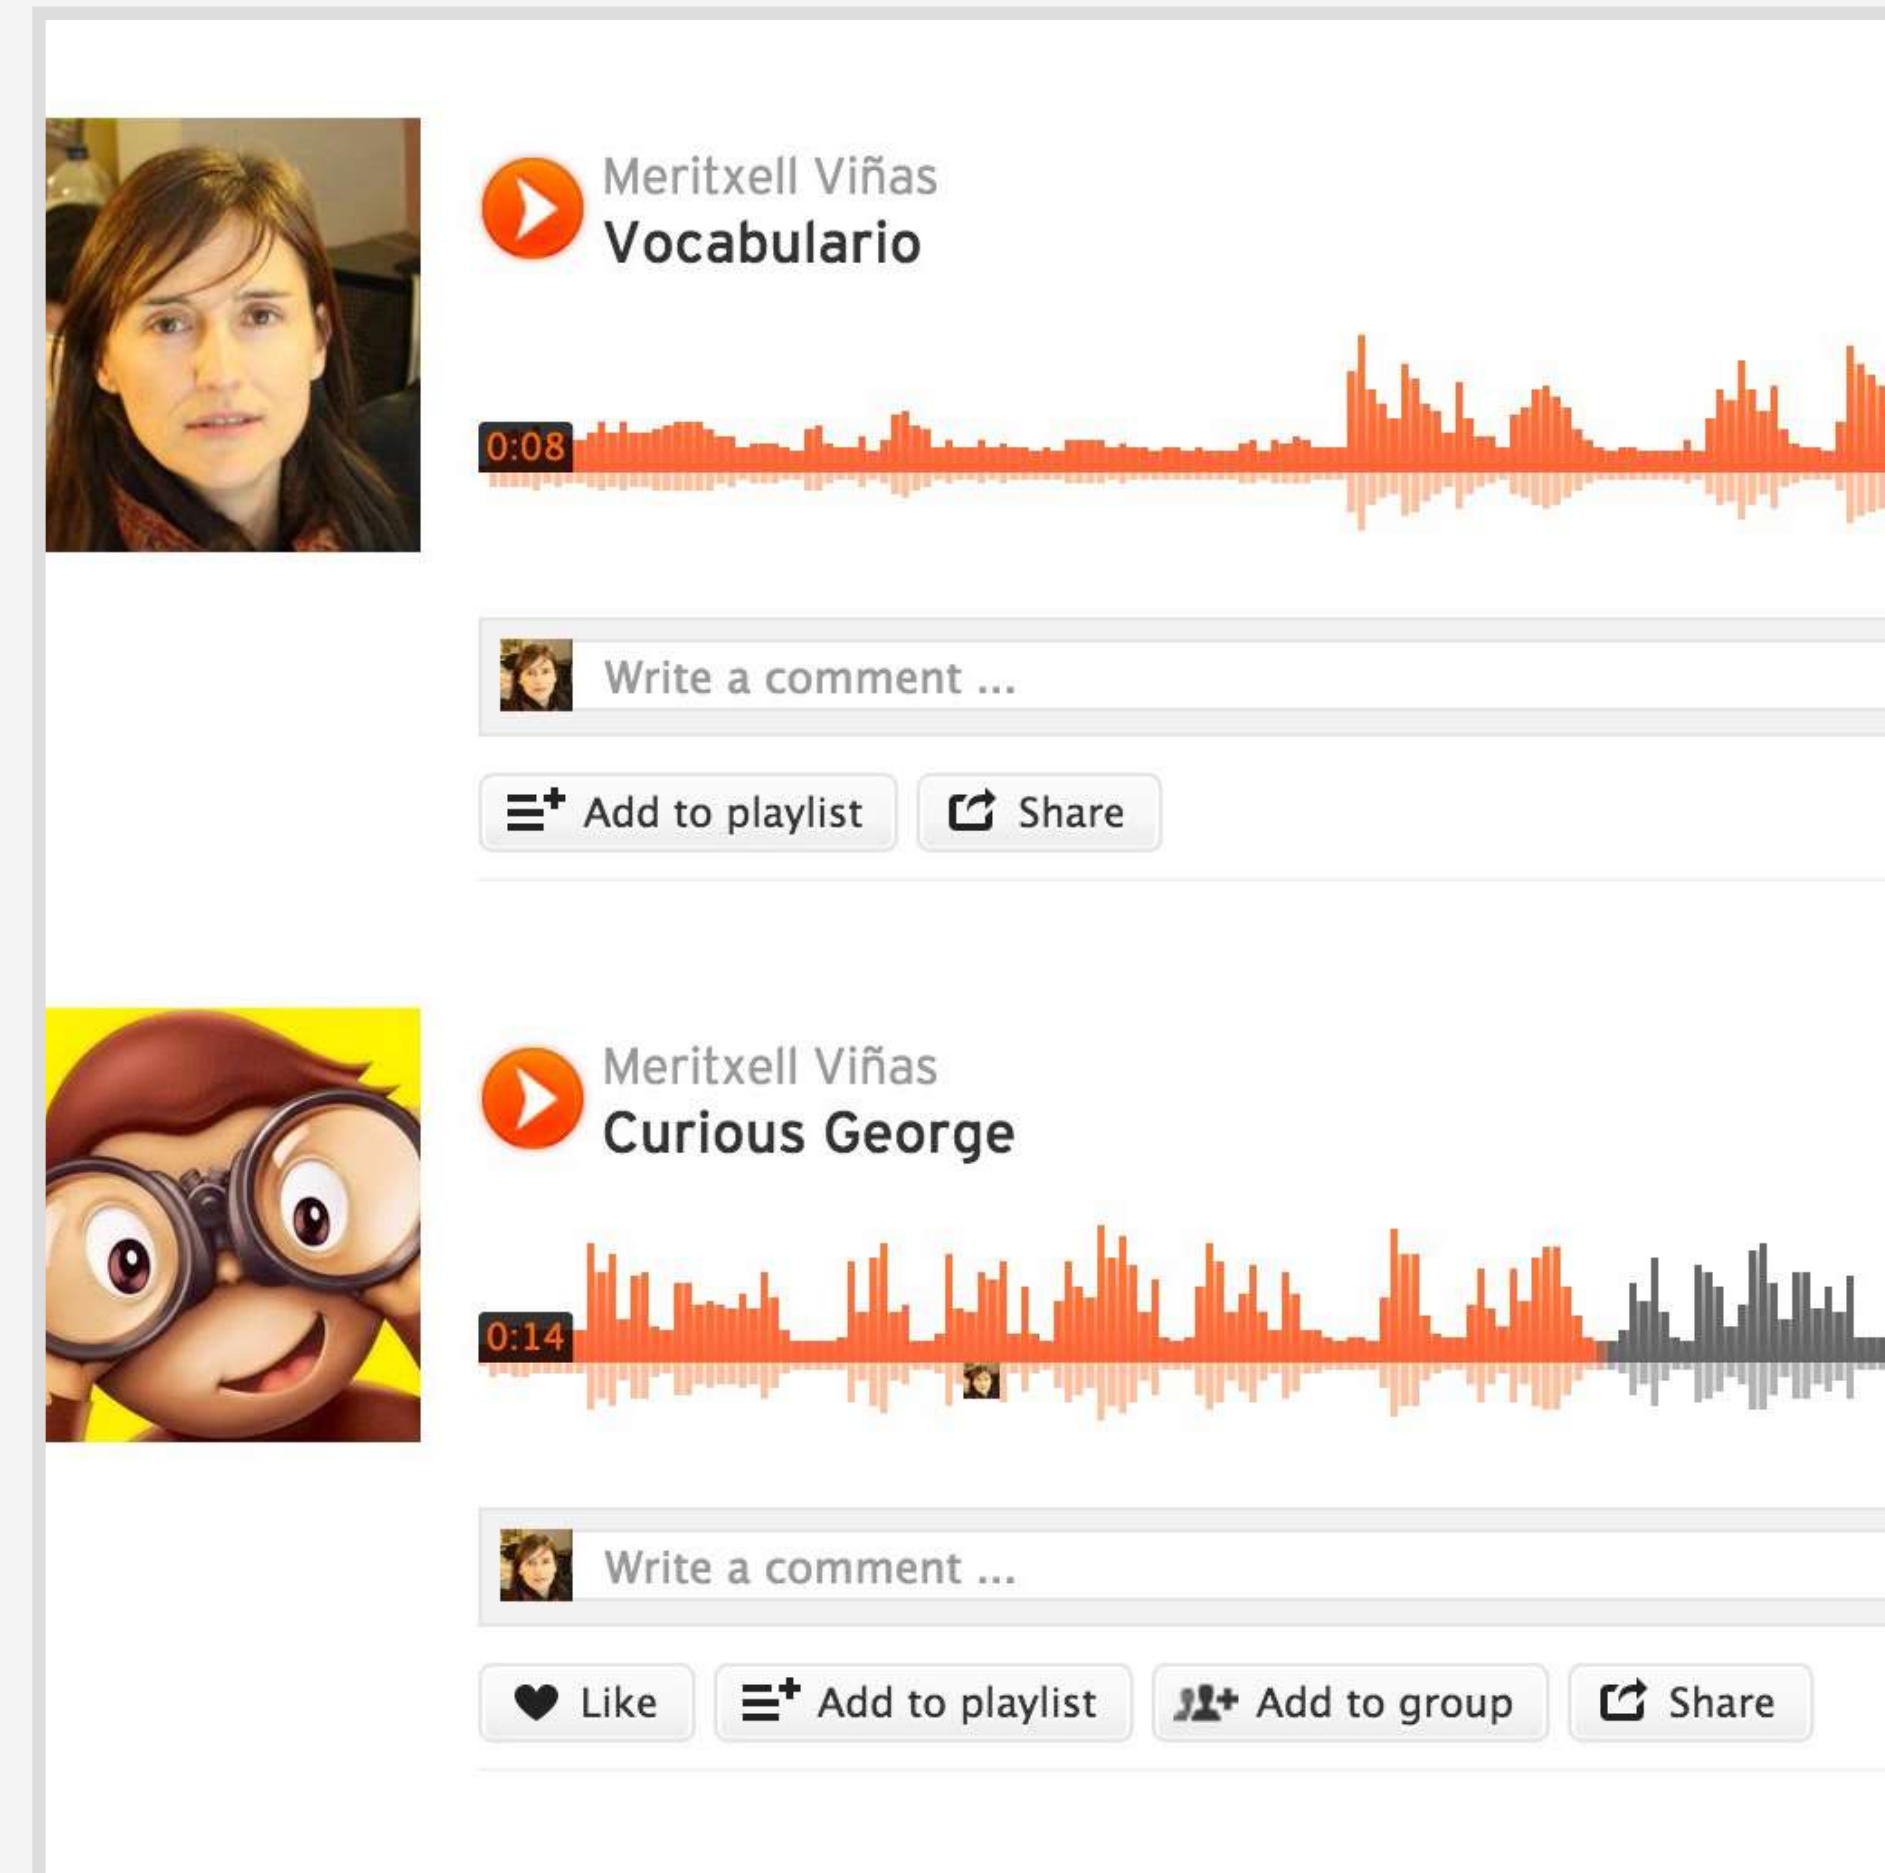 Meritxell Viñas
Vocabulario
0:08
Write a comment ...
Add to playlist Share
Meritxell Viñas
Curious George
0:14
Write a comment ...
Like Add to playlist Add to group Share